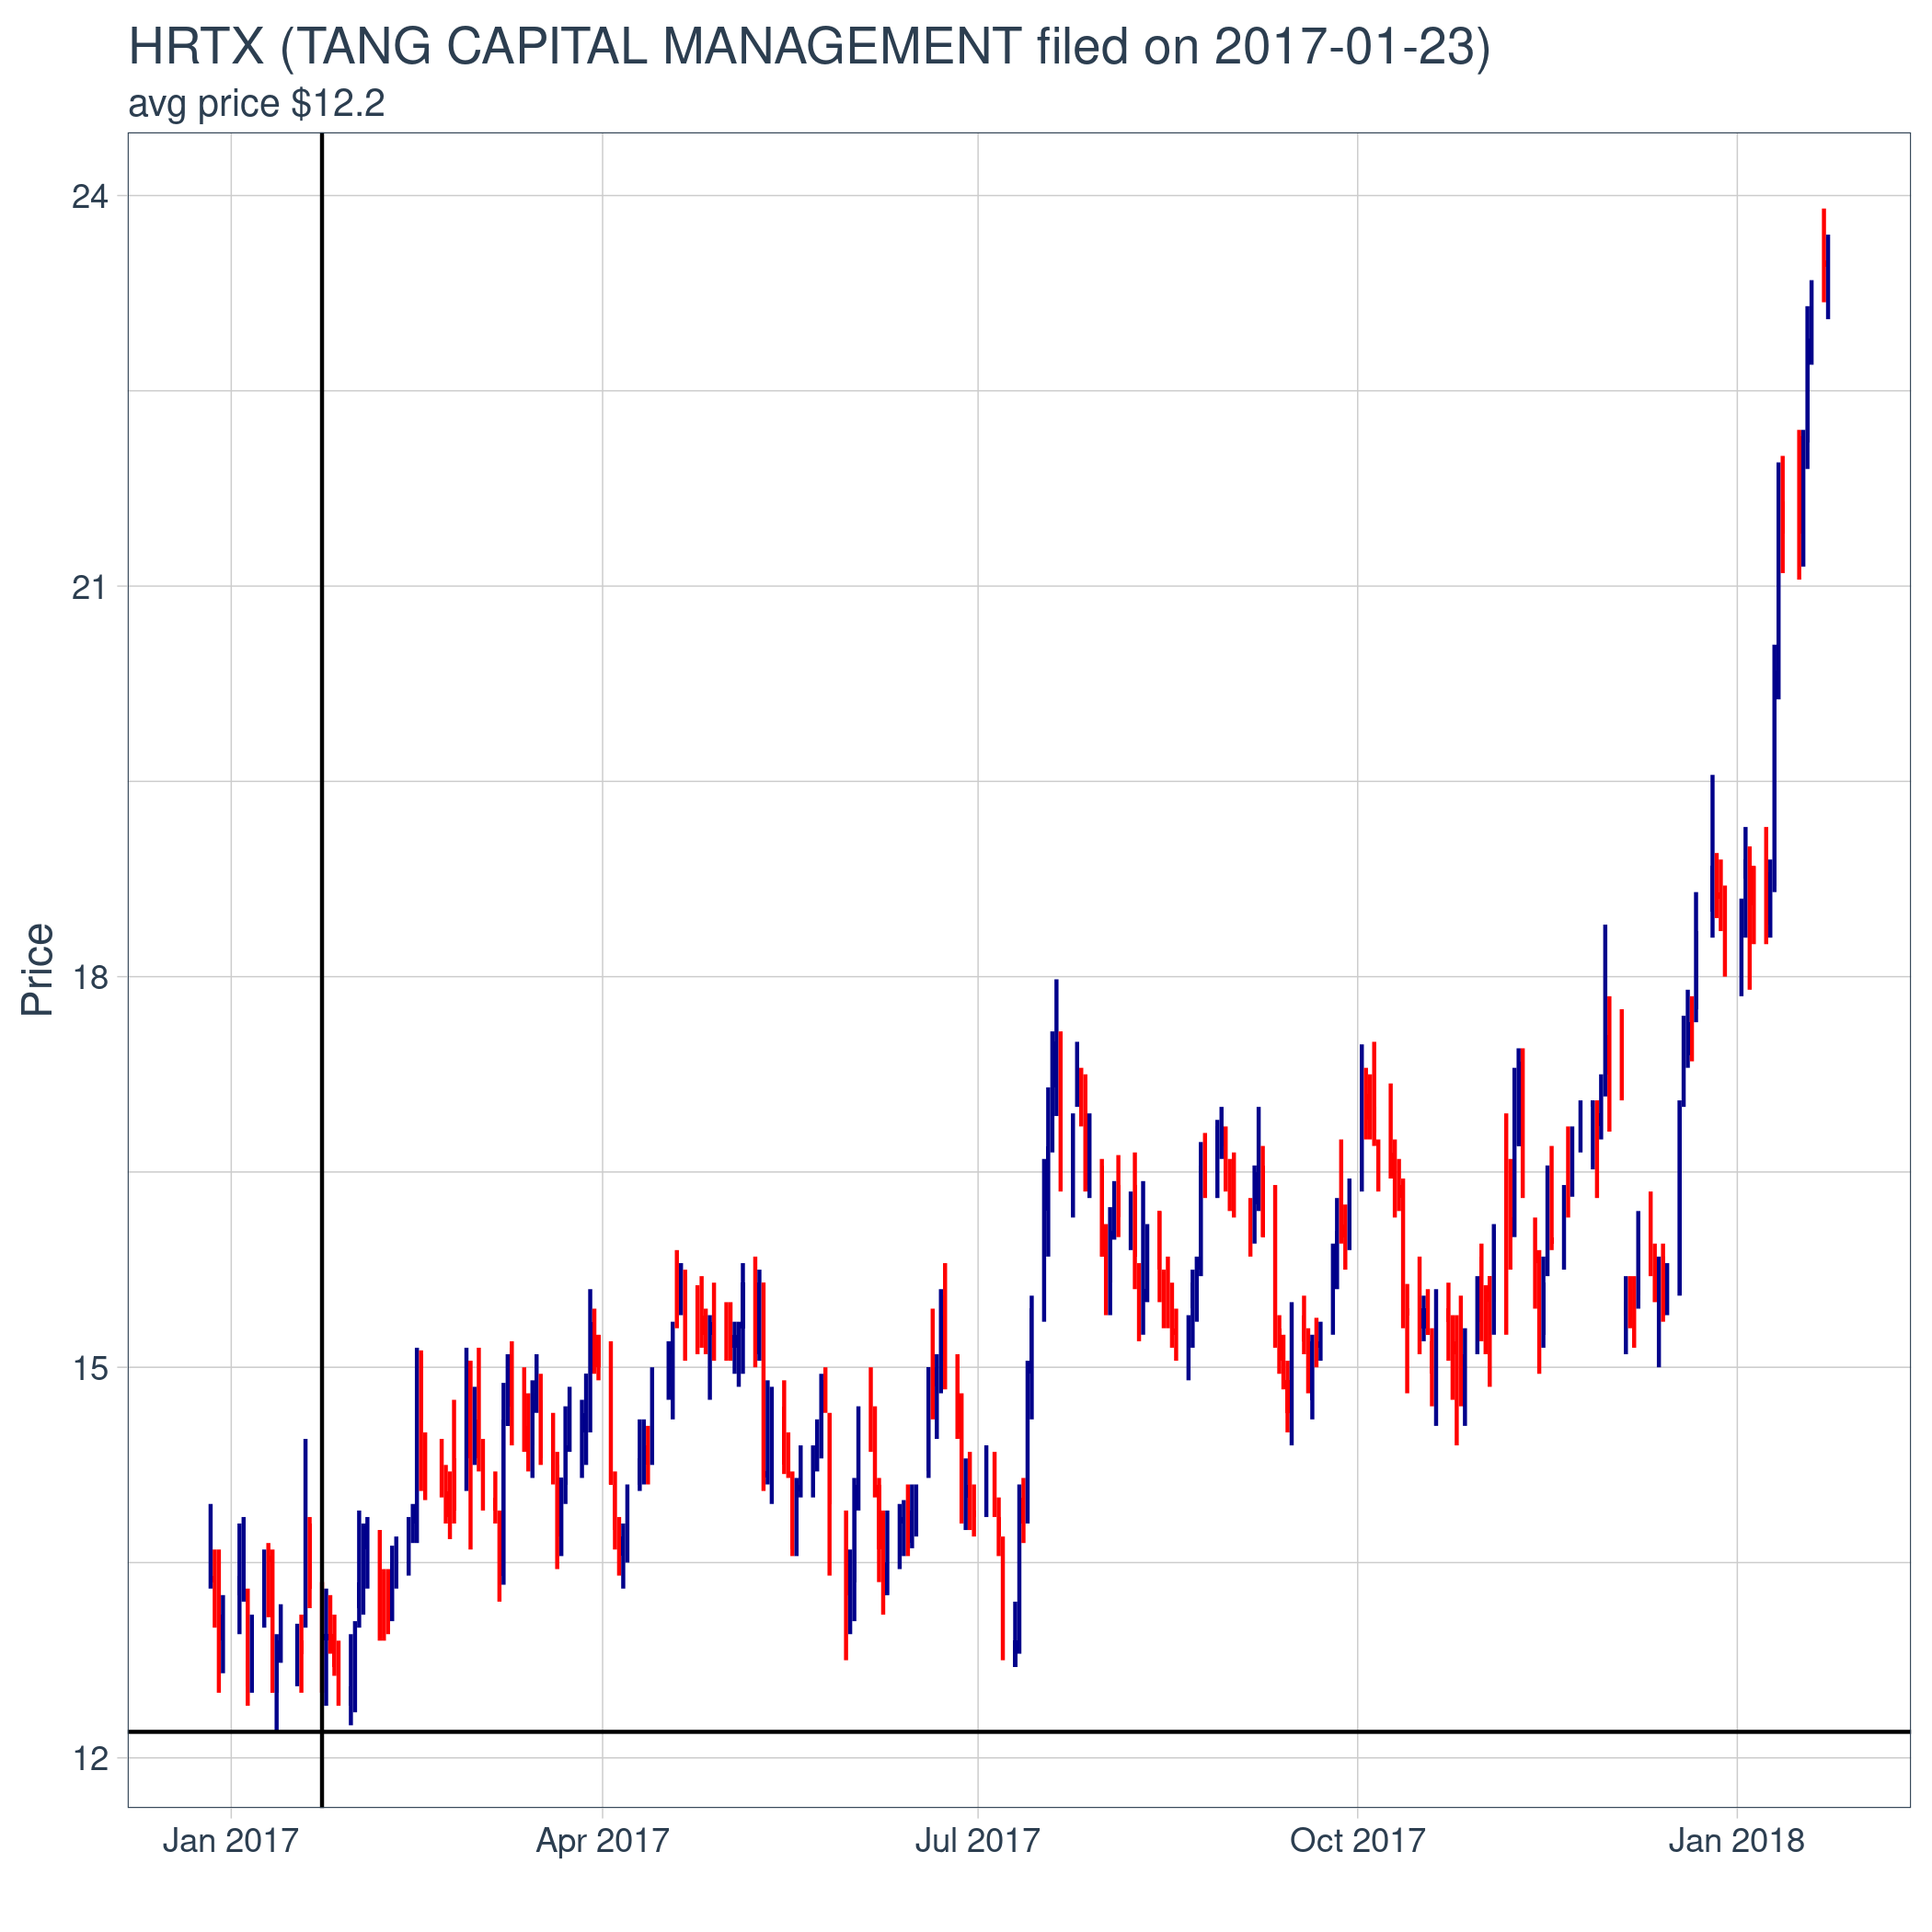 HRTX (TANG CAPITAL MANAGEMENT filed on 2017-01-23)
avg price $12.2
24
21
18
15
12
Price
Jan 2017
Apr 2017
Jul 2017
Oct 2017
Jan 2018